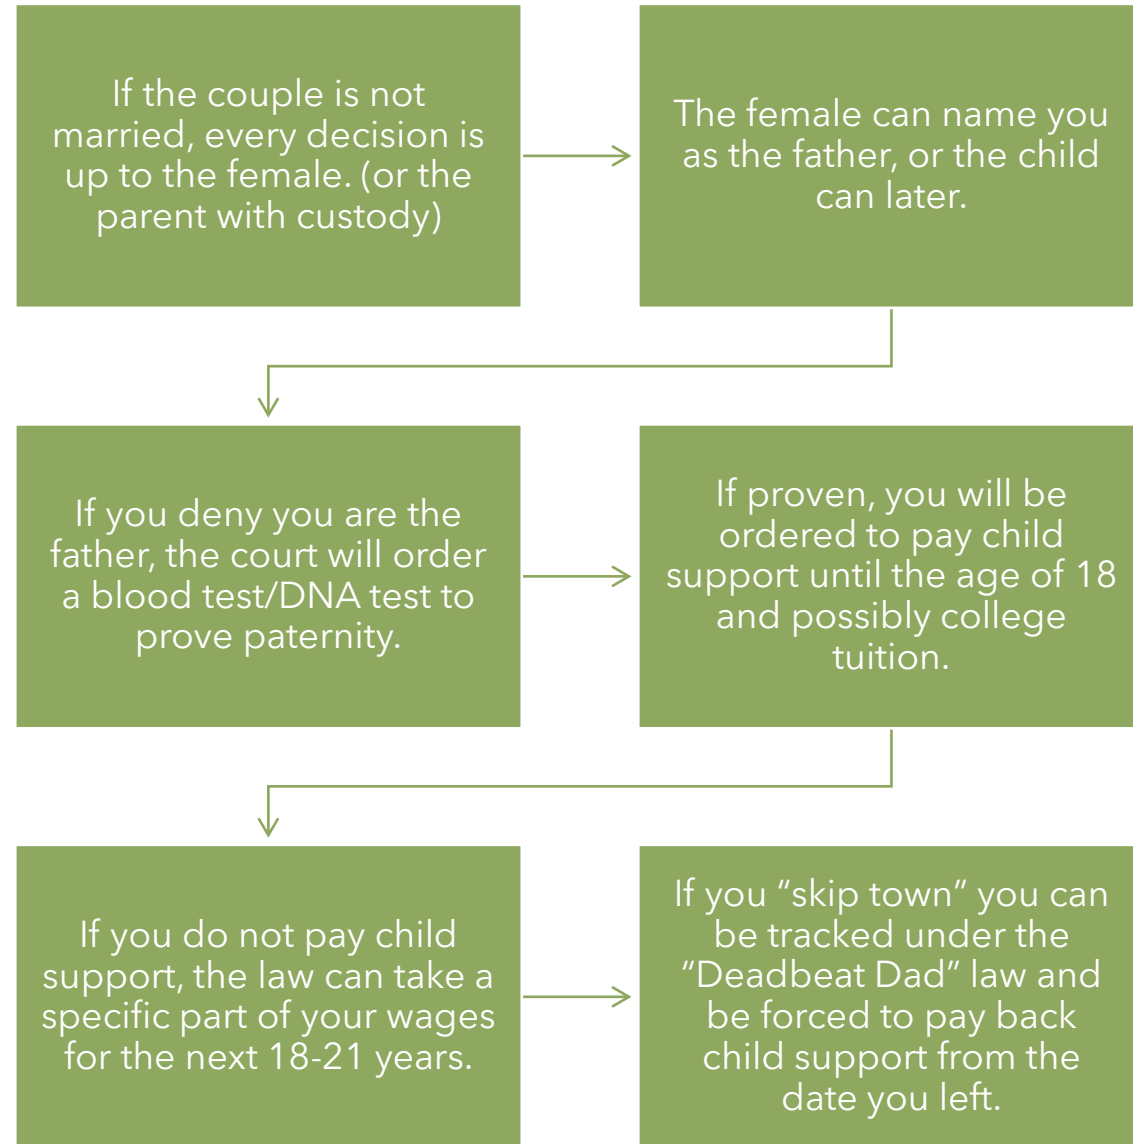 If the couple is not
married, every decision is
up to the female. (or the
parent with custody)
The female can name you
as the father, or the child
can later.
If you deny you are the
father, the court will order
a blood test/DNA test to
prove paternity.
If proven, you will be
ordered to pay child
support until the age of 18
and possibly college
tuition.
If you do not pay child
support, the law can take a
specific part of your wages
for the next 18-21 years.
If you “skip town” you can
be tracked under the
“Deadbeat Dad” law and
be forced to pay back
child support from the
date you left.